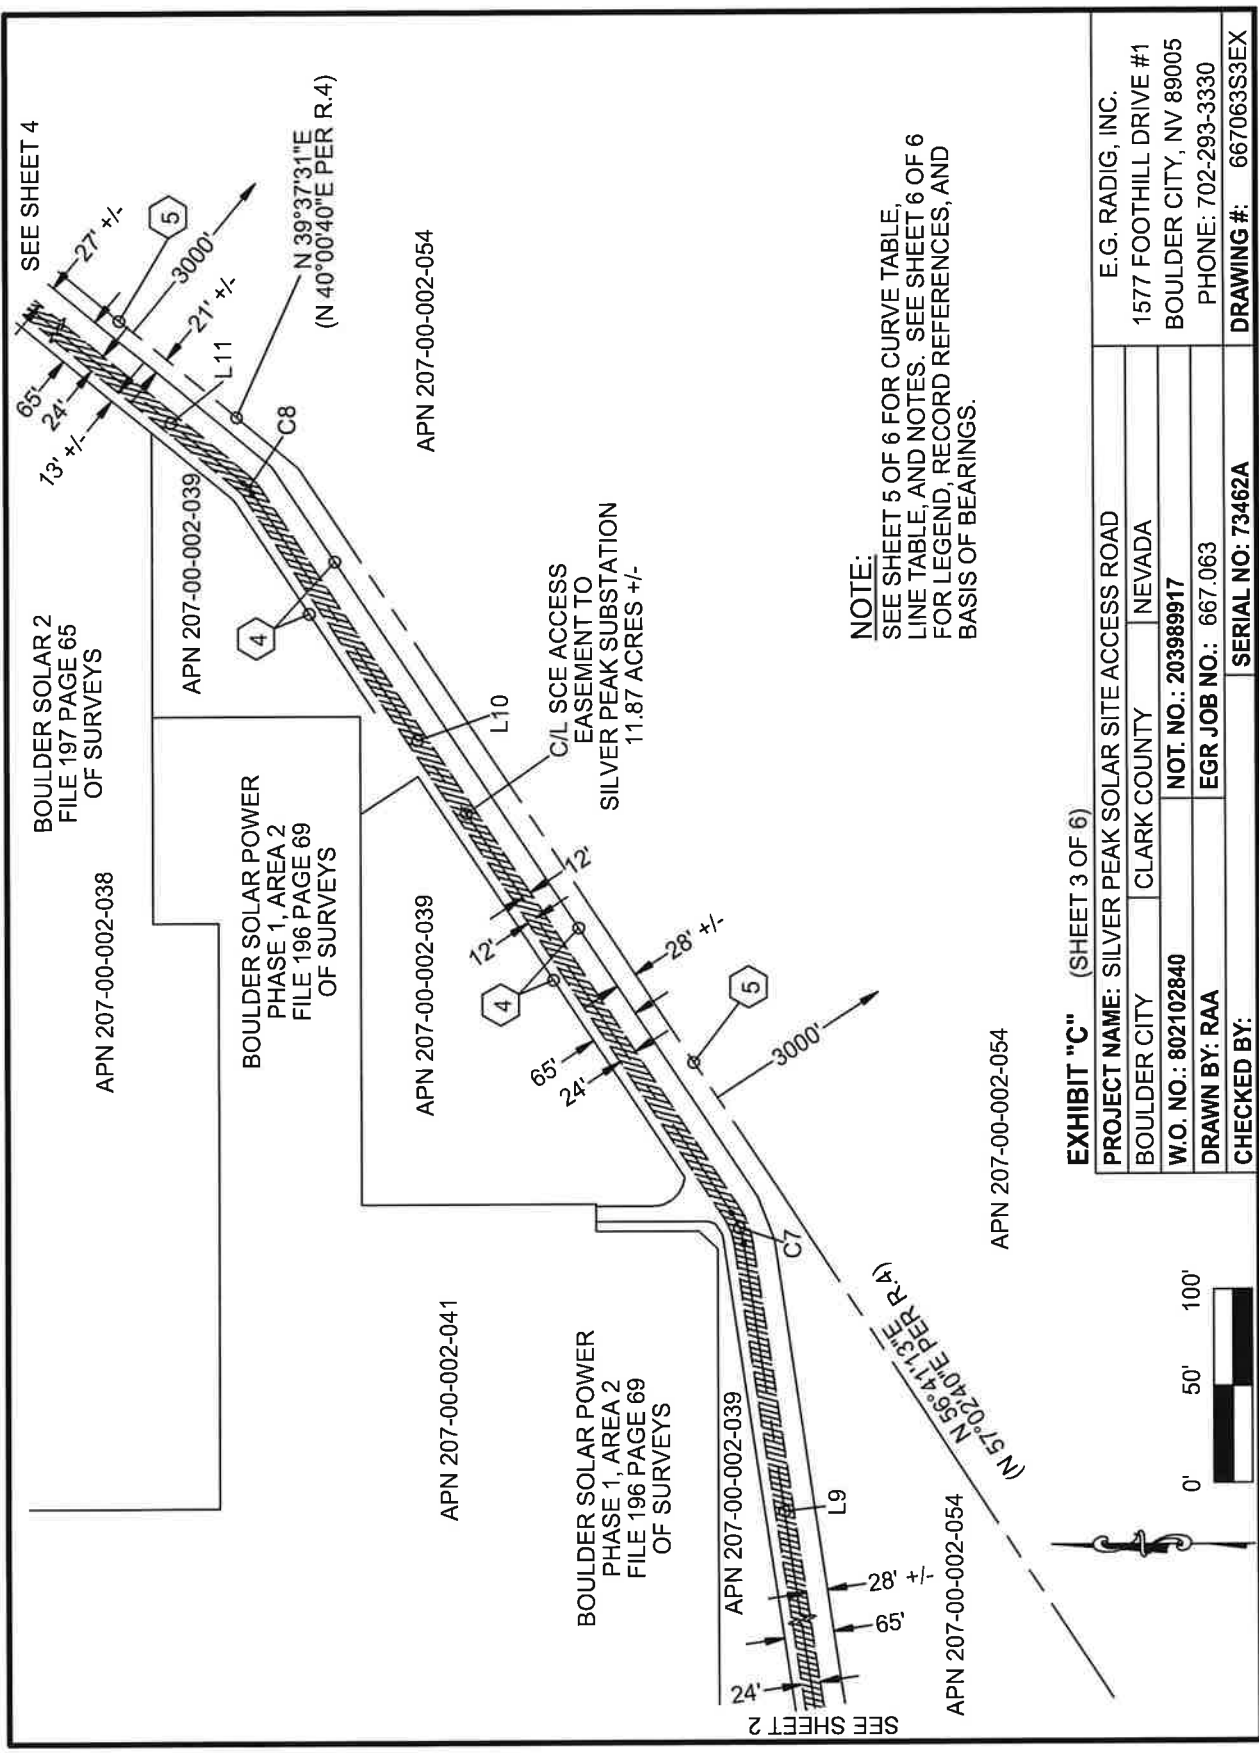 SEE SHEET 4
27' +/-
5
3000'
21' +/-
N 39°37'31"E
(N 40°00'40"E PER R.4)
65'
24'
13' +/-
L11
C8
APN 207-00-002-054
BOULDER SOLAR 2
FILE 197 PAGE 65
OF SURVEYS
APN 207-00-002-039
4
APN 207-00-002-038
BOULDER SOLAR POWER
PHASE 1, AREA 2
FILE 196 PAGE 69
OF SURVEYS
L10
C/L SCE ACCESS
EASEMENT TO
SILVER PEAK SUBSTATION
11.87 ACRES +/-
APN 207-00-002-039
12'
12'
4
28' +/-
65'
24'
5
3000'
APN 207-00-002-054
C7
APN 207-00-002-041
BOULDER SOLAR POWER
PHASE 1, AREA 2
FILE 196 PAGE 69
OF SURVEYS
APN 207-00-002-039
N 56°41'13"E
(N 57°02'40"E PER R.4)
L9
28' +/-
65'
24'
APN 207-00-002-054
SEE SHEET 2
NOTE:
SEE SHEET 5 OF 6 FOR CURVE TABLE,
LINE TABLE, AND NOTES. SEE SHEET 6 OF 6
FOR LEGEND, RECORD REFERENCES, AND
BASIS OF BEARINGS.
0' 50' 100'
EXHIBIT "C" (SHEET 3 OF 6)
PROJECT NAME: SILVER PEAK SOLAR SITE ACCESS ROAD
BOULDER CITY CLARK COUNTY NEVADA
W.O. NO.: 802102840 NOT. NO.: 203989917
DRAWN BY: RAA EGR JOB NO.: 667.063
CHECKED BY: SERIAL NO: 73462A
E.G. RADIG, INC.
1577 FOOTHILL DRIVE #1
BOULDER CITY, NV 89005
PHONE: 702-293-3330
DRAWING #: 667063S3EX